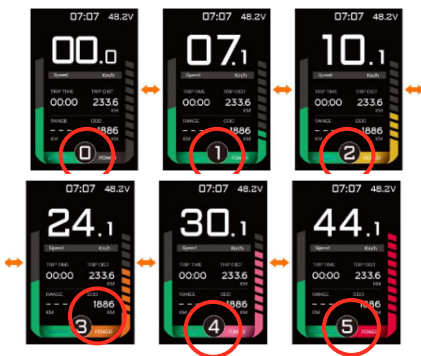 07:07 48.2V
00.0
Speed Km/h
TRIP TIME TRIP DIST
00:00 233.6
KM
RANGE ODO
--- 1886
0 POWER
07:07 48.2V
07.1
Speed Km/h
TRIP TIME TRIP DIST
00:00 233.6
KM
RANGE ODO
--- 1886
1 POWER
07:07 48.2V
10.1
Speed Km/h
TRIP TIME TRIP DIST
00:00 233.6
KM
RANGE ODO
--- 1886
2 POWER
07:07 48.2V
24.1
Speed Km/h
TRIP TIME TRIP DIST
00:00 233.6
KM
RANGE ODO
--- 1886
KM KM
3 POWER
07:07 48.2V
30.1
Speed Km/h
TRIP TIME TRIP DIST
00:00 233.6
KM
RANGE ODO
--- 1886
KM KM
4 POWER
07:07 48.2V
44.1
Speed Km/h
TRIP TIME TRIP DIST
00:00 233.6
KM
RANGE ODO
--- 1886
KM KM
5 POWER